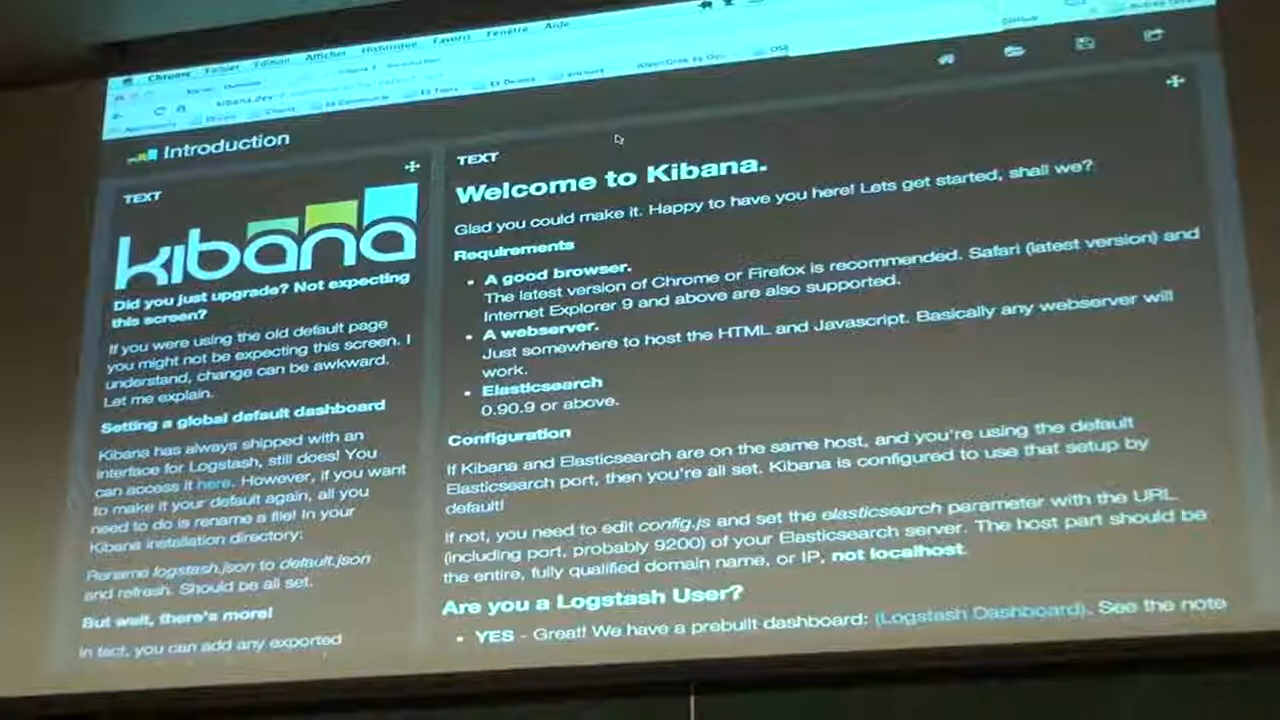 Chrome Fichier Édition Afficher Historique Favoris Fenêtre Aide
kibana.dev
Introduction
TEXT
kibana
Did you just upgrade? Not expecting
this screen?
If you were using the old default page
you might not be expecting this screen. I
understand, change can be awkward.
Let me explain.
Setting a global default dashboard
Kibana has always shipped with an
interface for Logstash, still does! You
can access it here. However, if you want
to make it your default again, all you
need to do is rename a file! In your
Kibana installation directory:
Rename logstash.json to default.json
and refresh. Should be all set.
But wait, there's more!
In fact, you can add any exported
TEXT
Welcome to Kibana.
Glad you could make it. Happy to have you here! Lets get started, shall we?
Requirements
• A good browser.
The latest version of Chrome or Firefox is recommended. Safari (latest version) and
Internet Explorer 9 and above are also supported.
• A webserver.
Just somewhere to host the HTML and Javascript. Basically any webserver will
work.
• Elasticsearch
0.90.9 or above.
Configuration
If Kibana and Elasticsearch are on the same host, and you're using the default
Elasticsearch port, then you're all set. Kibana is configured to use that setup by
default!
If not, you need to edit config.js and set the elasticsearch parameter with the URL
(including port, probably 9200) of your Elasticsearch server. The host part should be
the entire, fully qualified domain name, or IP, not localhost.
Are you a Logstash User?
• YES - Great! We have a prebuilt dashboard: (Logstash Dashboard). See the note